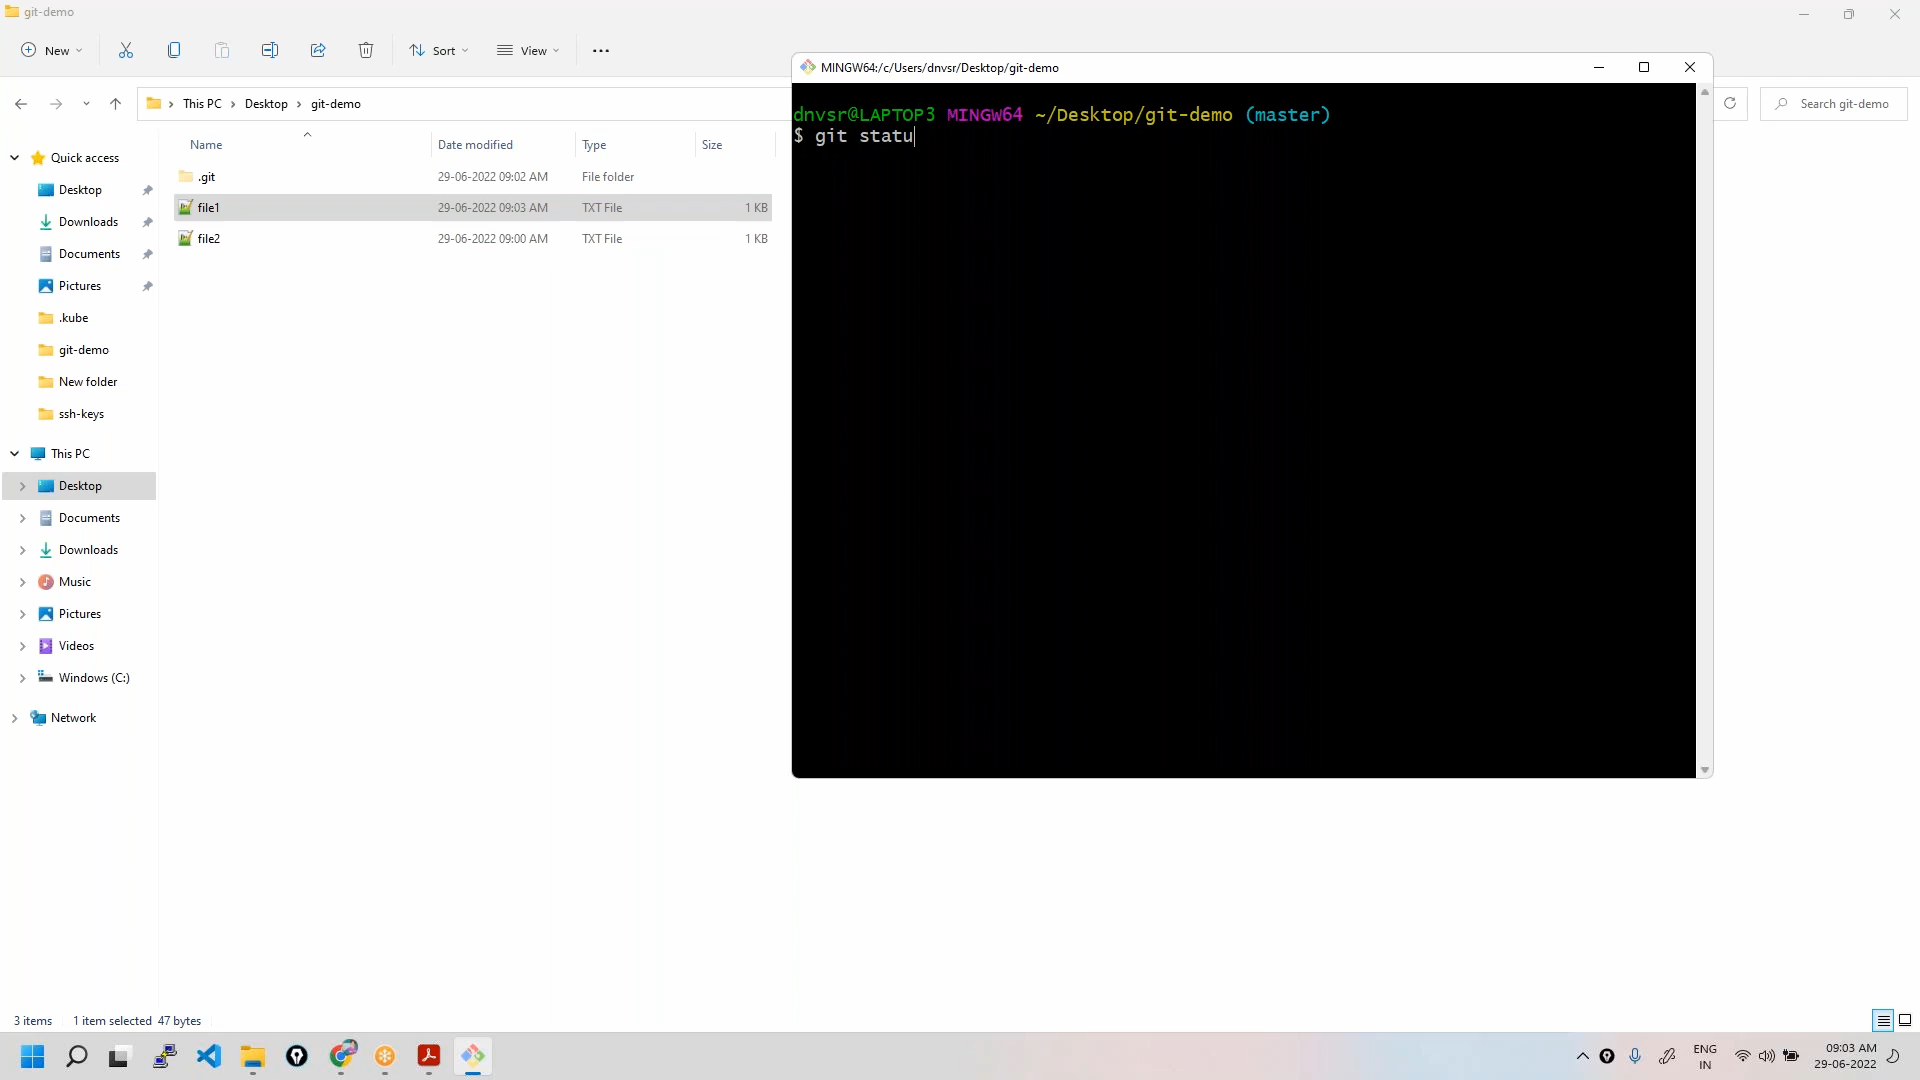 git-demo
New
Sort
View
MINGW64:/c/Users/dnvsr/Desktop/git-demo
This PC > Desktop > git-demo
Search git-demo
dnvsr@LAPTOP3 MINGW64 ~/Desktop/git-demo (master)
$ git statu
Name Date modified Type Size
.git 29-06-2022 09:02 AM File folder
file1 29-06-2022 09:03 AM TXT File 1 KB
file2 29-06-2022 09:00 AM TXT File 1 KB
Quick access
Desktop
Downloads
Documents
Pictures
.kube
git-demo
New folder
ssh-keys
This PC
Desktop
Documents
Downloads
Music
Pictures
Videos
Windows (C:)
Network
3 items 1 item selected 47 bytes
ENG
IN
09:03 AM
29-06-2022